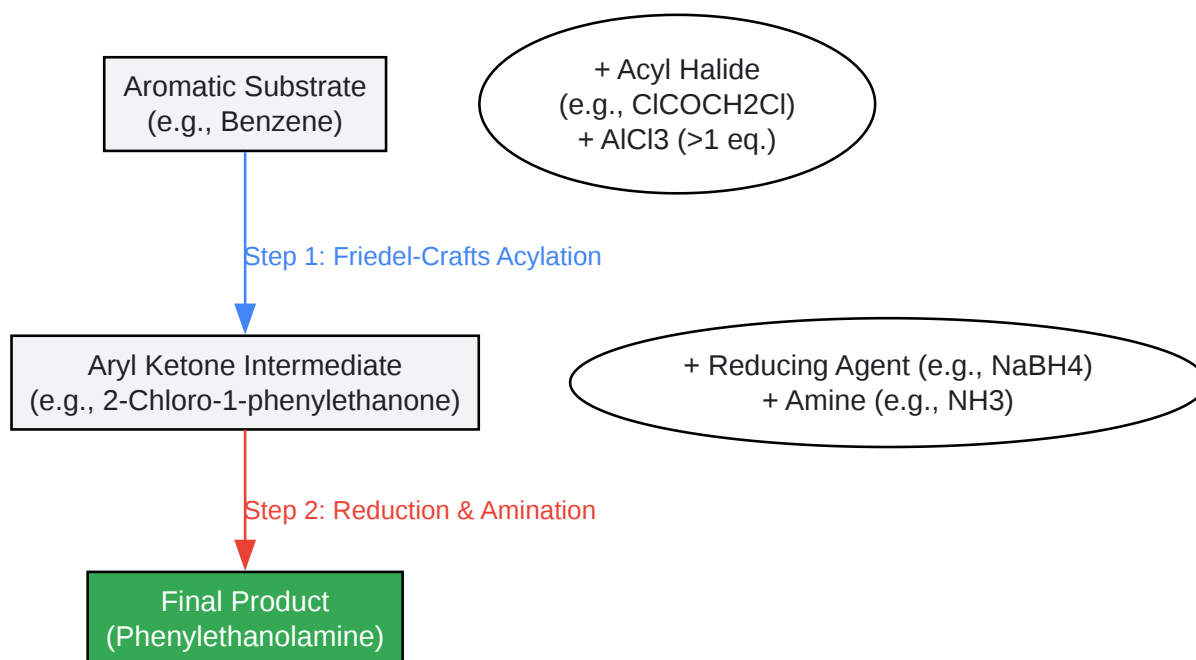 Aromatic Substrate
(e.g., Benzene)
+ Acyl Halide
(e.g., ClCOCH2Cl)
+ AlCl3 (>1 eq.)
Step 1: Friedel-Crafts Acylation
Aryl Ketone Intermediate
(e.g., 2-Chloro-1-phenylethanone)
+ Reducing Agent (e.g., NaBH4)
+ Amine (e.g., NH3)
Step 2: Reduction & Amination
Final Product
(Phenylethanolamine)